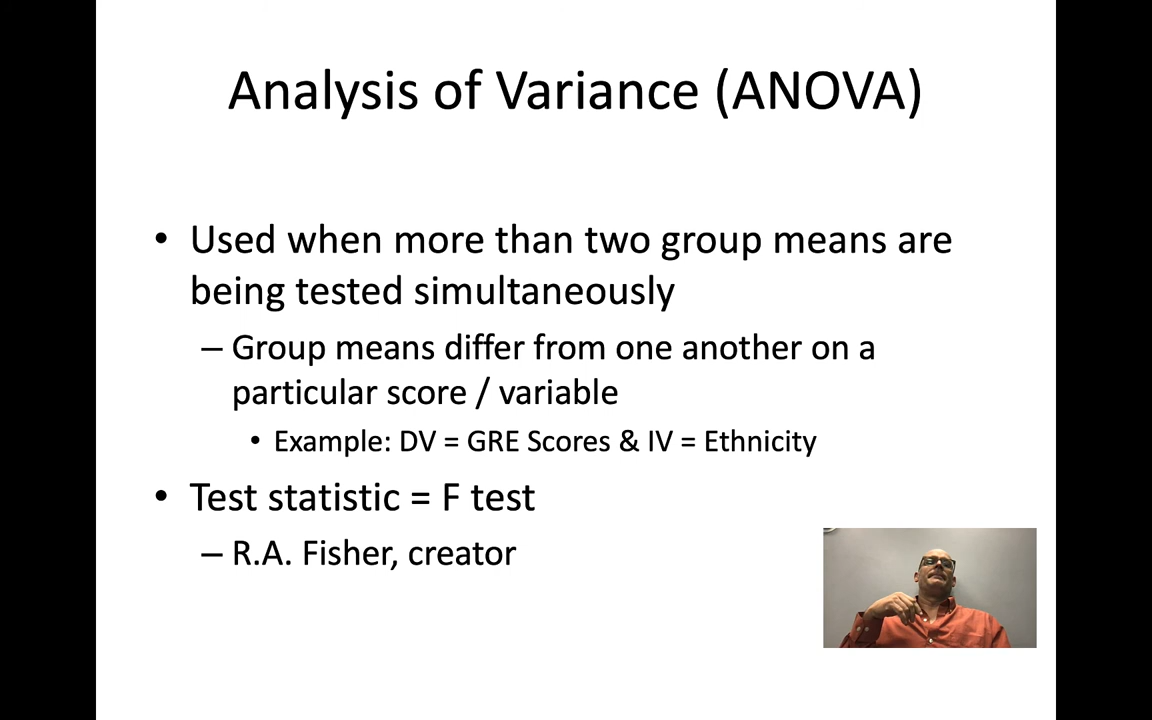 Analysis of Variance (ANOVA)
• Used when more than two group means are
being tested simultaneously
– Group means differ from one another on a
particular score / variable
• Example: DV = GRE Scores & IV = Ethnicity
• Test statistic = F test
– R.A. Fisher, creator